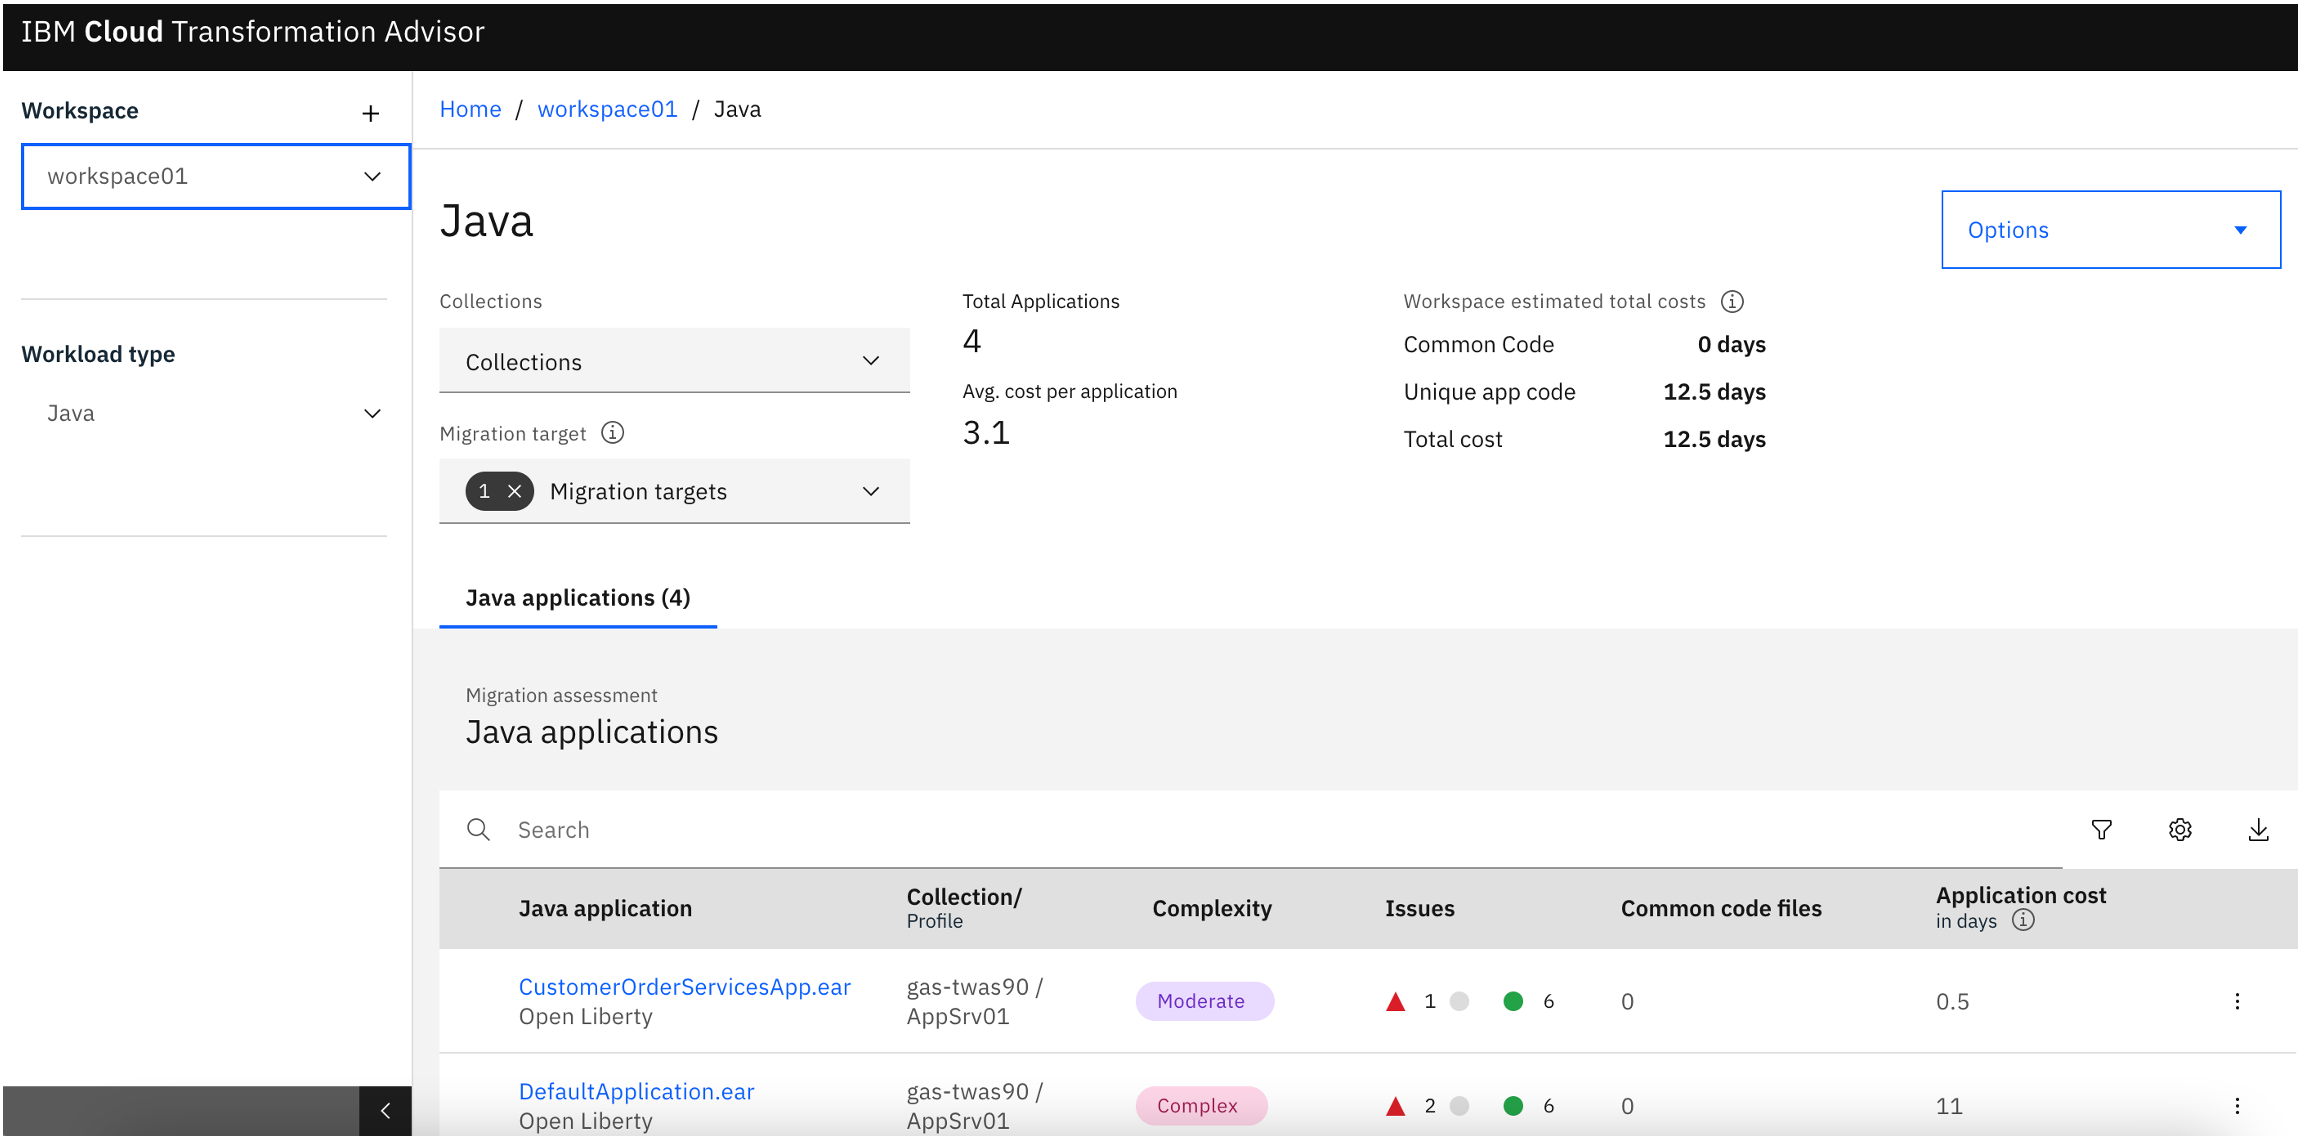 IBM Cloud Transformation Advisor
Workspace
workspace01
Workload type
Java
Home / workspace01 / Java
Java
Options
Collections
Collections
Migration target
1 Migration targets
Total Applications
4
Avg. cost per application
3.1
Workspace estimated total costs
Common Code 0 days
Unique app code 12.5 days
Total cost 12.5 days
Java applications (4)
Migration assessment
Java applications
Search
Java application Collection/ Profile Complexity Issues Common code files Application cost in days
CustomerOrderServicesApp.ear gas-twas90 / Moderate 1 6 0 0.5
Open Liberty AppSrv01
DefaultApplication.ear gas-twas90 / Complex 2 6 0 11
Open Liberty AppSrv01